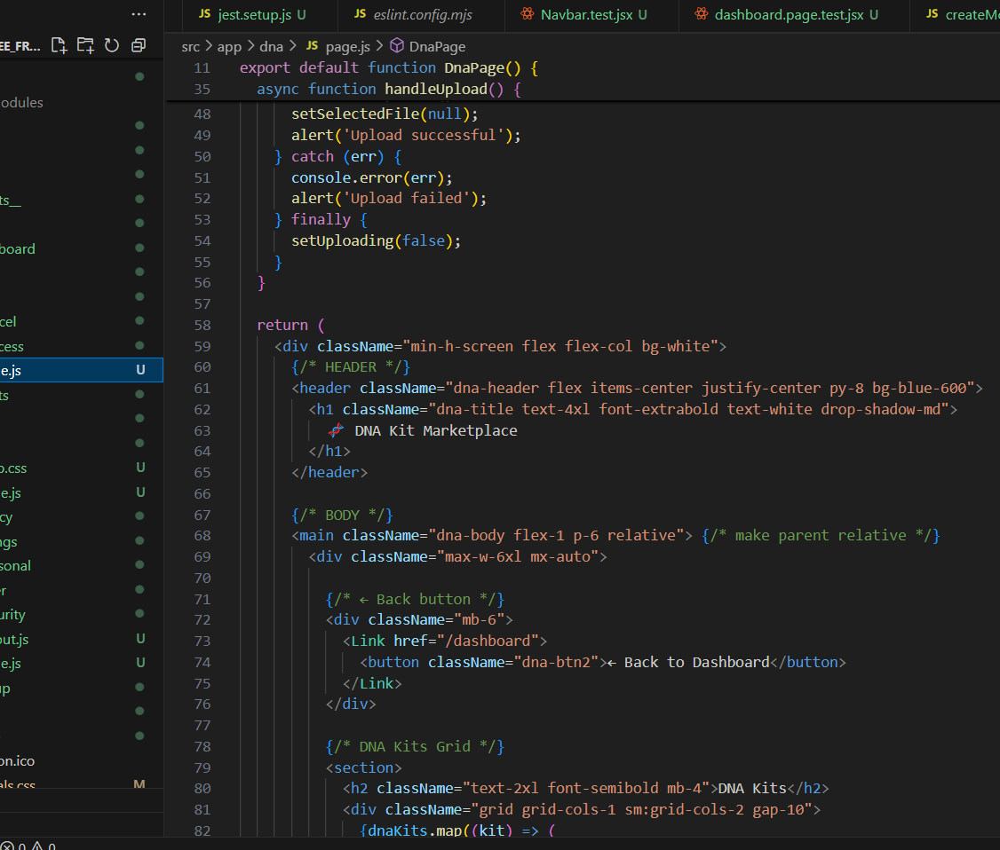 ...
JS jest.setup.js U
JS eslint.config.mjs
Navbar.test.jsx U
dashboard.page.test.jsx U
JS createMo
EE_FR...
src > app > dna > JS page.js > DnaPage
odules
ts__
board
cel
cess
e.js U
ts
o.css U
e.js U
cy
ngs
sonal
er
urity
out.js U
e.js U
up
on.ico
als.css M
0 0
11 export default function DnaPage() {
35 async function handleUpload() {
48 setSelectedFile(null);
49 alert('Upload successful');
50 } catch (err) {
51 console.error(err);
52 alert('Upload failed');
53 } finally {
54 setUploading(false);
55 }
56 }
57
58 return (
59 <div className="min-h-screen flex flex-col bg-white">
60 {/* HEADER */}
61 <header className="dna-header flex items-center justify-center py-8 bg-blue-600">
62 <h1 className="dna-title text-4xl font-extrabold text-white drop-shadow-md">
63 🧬 DNA Kit Marketplace
64 </h1>
65 </header>
66
67 {/* BODY */}
68 <main className="dna-body flex-1 p-6 relative"> {/* make parent relative */}
69 <div className="max-w-6xl mx-auto">
70
71 {/* ← Back button */}
72 <div className="mb-6">
73 <Link href="/dashboard">
74 <button className="dna-btn2">← Back to Dashboard</button>
75 </Link>
76 </div>
77
78 {/* DNA Kits Grid */}
79 <section>
80 <h2 className="text-2xl font-semibold mb-4">DNA Kits</h2>
81 <div className="grid grid-cols-1 sm:grid-cols-2 gap-10">
82 {dnaKits.map((kit) => (